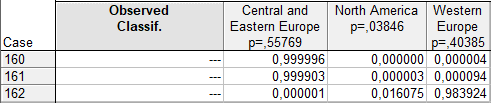 Observed Central and North America Western
Classif. Eastern Europe p=,03846 Europe
Case p=,55769 p=,40385
160 --- 0,999996 0,000000 0,000004
161 --- 0,999903 0,000003 0,000094
162 --- 0,000001 0,016075 0,983924